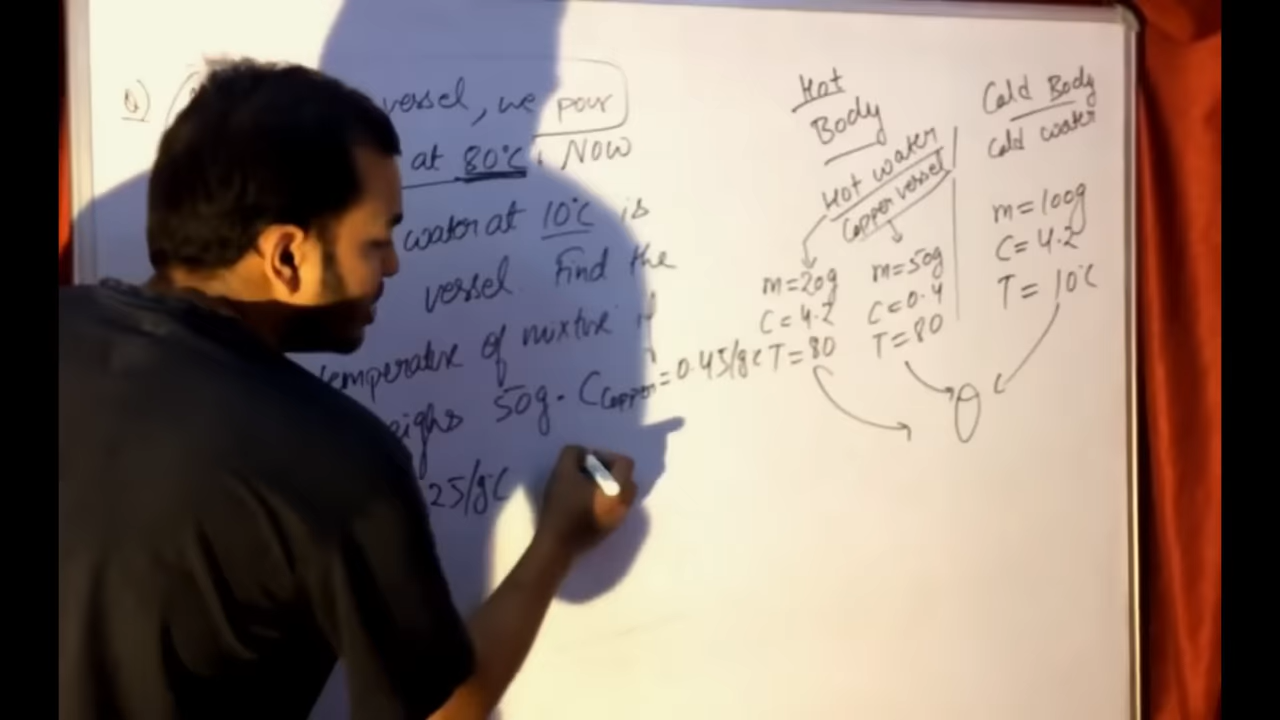 Q)
vessel, we pour
at 80°C. Now
water at 10°C is
vessel. Find the
temperature of mixture if
eighs 50g. C copper = 0.45/g C
25/g C
Hot
Body
Hot water
Copper vessel
m = 20g
C = 4.2
T = 80
m = 50g
C = 0.4
T = 80
Cold Body
Cold water
m = 100g
C = 4.2
T = 10°C
θ